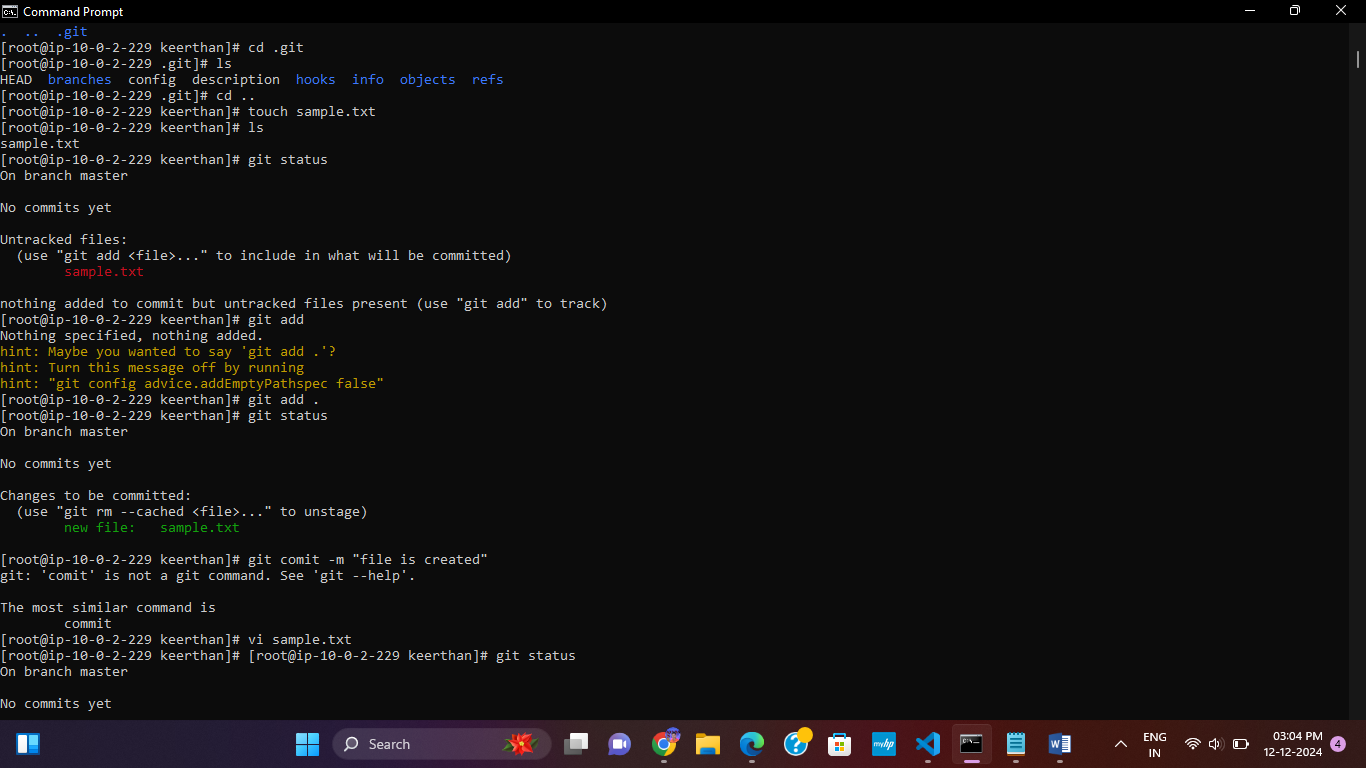 Command Prompt
. .. .git
[root@ip-10-0-2-229 keerthan]# cd .git
[root@ip-10-0-2-229 .git]# ls
HEAD branches config description hooks info objects refs
[root@ip-10-0-2-229 .git]# cd ..
[root@ip-10-0-2-229 keerthan]# touch sample.txt
[root@ip-10-0-2-229 keerthan]# ls
sample.txt
[root@ip-10-0-2-229 keerthan]# git status
On branch master
No commits yet
Untracked files:
(use "git add <file>..." to include in what will be committed)
sample.txt
nothing added to commit but untracked files present (use "git add" to track)
[root@ip-10-0-2-229 keerthan]# git add
Nothing specified, nothing added.
hint: Maybe you wanted to say 'git add .'?
hint: Turn this message off by running
hint: "git config advice.addEmptyPathspec false"
[root@ip-10-0-2-229 keerthan]# git add .
[root@ip-10-0-2-229 keerthan]# git status
On branch master
No commits yet
Changes to be committed:
(use "git rm --cached <file>..." to unstage)
new file: sample.txt
[root@ip-10-0-2-229 keerthan]# git comit -m "file is created"
git: 'comit' is not a git command. See 'git --help'.
The most similar command is
commit
[root@ip-10-0-2-229 keerthan]# vi sample.txt
[root@ip-10-0-2-229 keerthan]# [root@ip-10-0-2-229 keerthan]# git status
On branch master
No commits yet
Search
myhp
ENG
IN
03:04 PM
12-12-2024
4